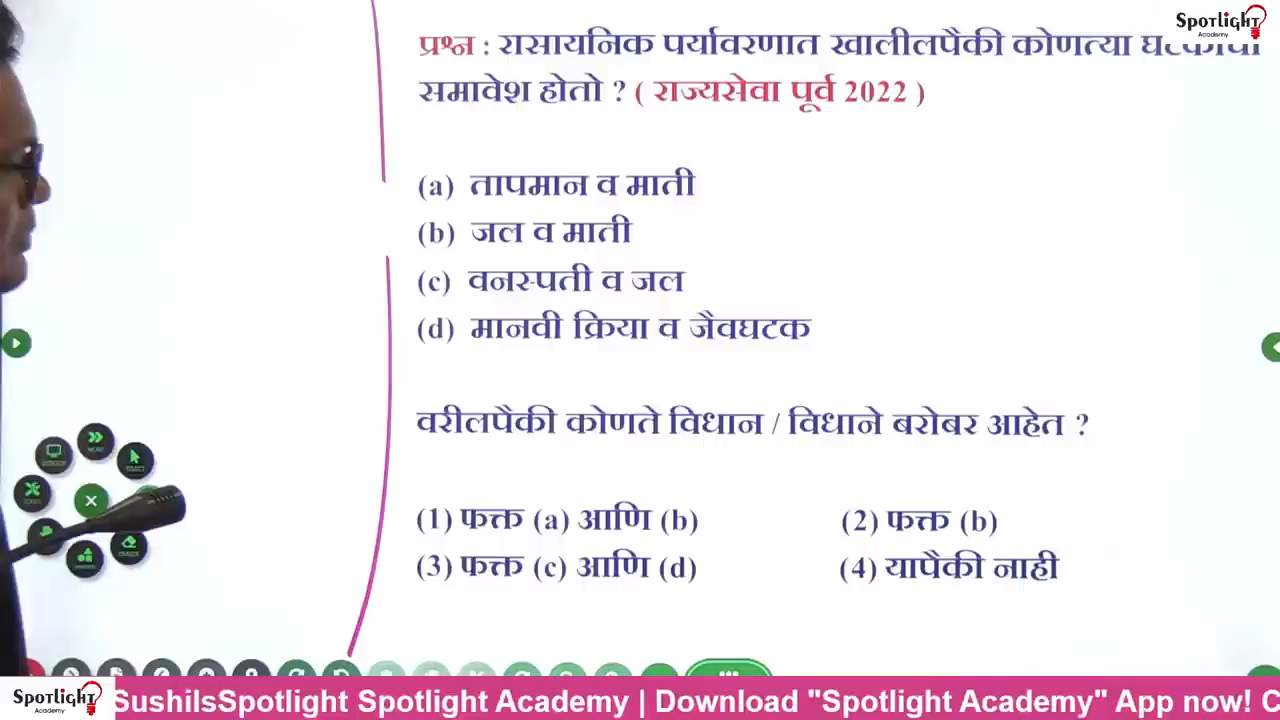 Spotlight
Academy
प्रश्न : रासायनिक पर्यावरणात खालीलपैकी कोणत्या
समावेश होतो ? ( राज्यसेवा पूर्व 2022 )
(a) तापमान व माती
(b) जल व माती
(c) वनस्पती व जल
(d) मानवी क्रिया व जैवघटक
वरीलपैकी कोणते विधान / विधाने बरोबर आहेत ?
(1) फक्त (a) आणि (b) (2) फक्त (b)
(3) फक्त (c) आणि (d) (4) यापैकी नाही
Spotlight
Academy
SushilsSpotlight Spotlight Academy | Download "Spotlight Academy" App now! C